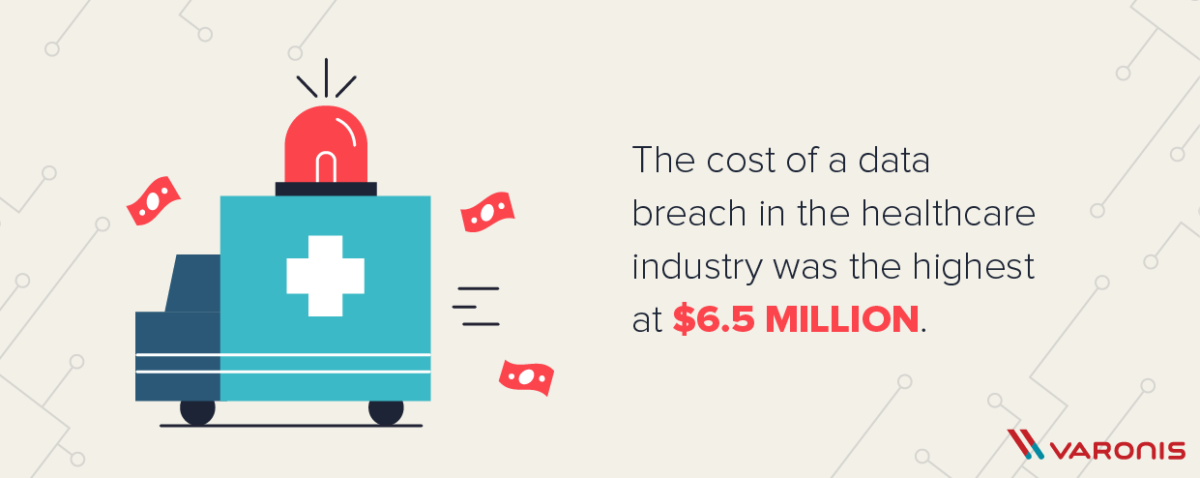 The cost of a data
breach in the healthcare
industry was the highest
at $6.5 MILLION.
VARONIS